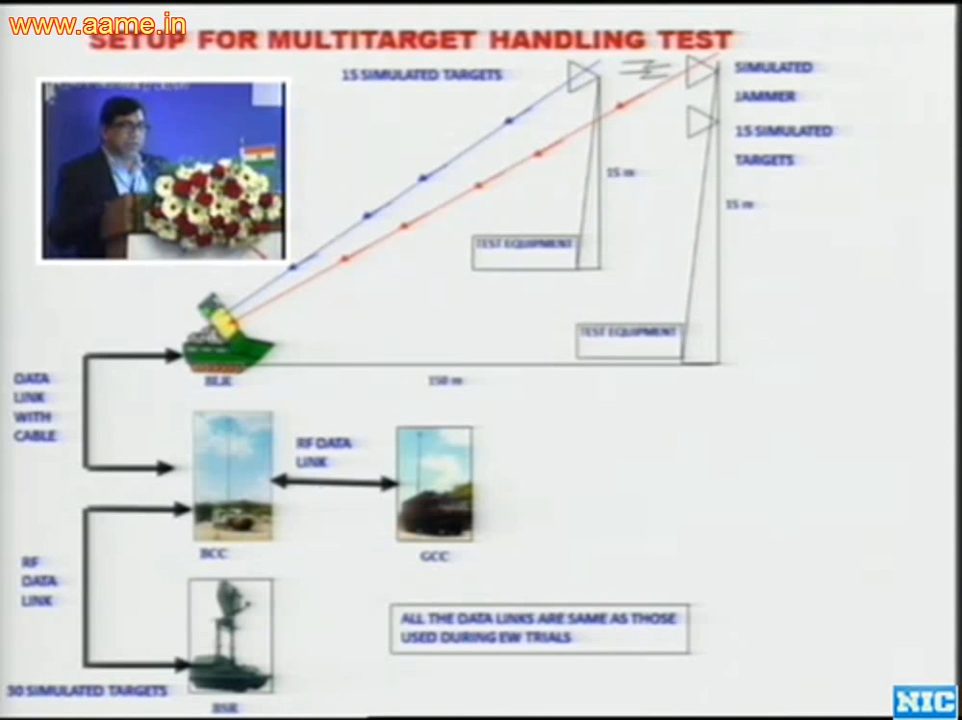 www.aame.in
SETUP FOR MULTITARGET HANDLING TEST
15 SIMULATED TARGETS
SIMULATED
JAMMER
15 SIMULATED
TARGETS
15 m
15 m
TEST EQUIPMENT
TEST EQUIPMENT
BLR
150 m
DATA
LINK
WITH
CABLE
RF DATA
LINK
BCC
GCC
RF
DATA
LINK
ALL THE DATA LINKS ARE SAME AS THOSE
USED DURING EW TRIALS
30 SIMULATED TARGETS
BSR
NIC